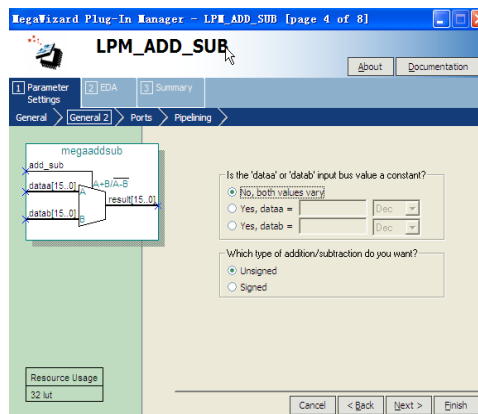 MegaWizard Plug-In Manager - LPM_ADD_SUB [page 4 of 8]
LPM_ADD_SUB
About
Documentation
1 Parameter Settings
2 EDA
3 Summary
General
General 2
Ports
Pipelining
megaaddsub
add_sub
A+B/A-B
dataa[15..0]
A
result[15..0]
datab[15..0]
B
Is the 'dataa' or 'datab' input bus value a constant?
No, both values vary
Yes, dataa =
Dec
Yes, datab =
Dec
Which type of addition/subtraction do you want?
Unsigned
Signed
Resource Usage
32 lut
Cancel
< Back
Next >
Finish